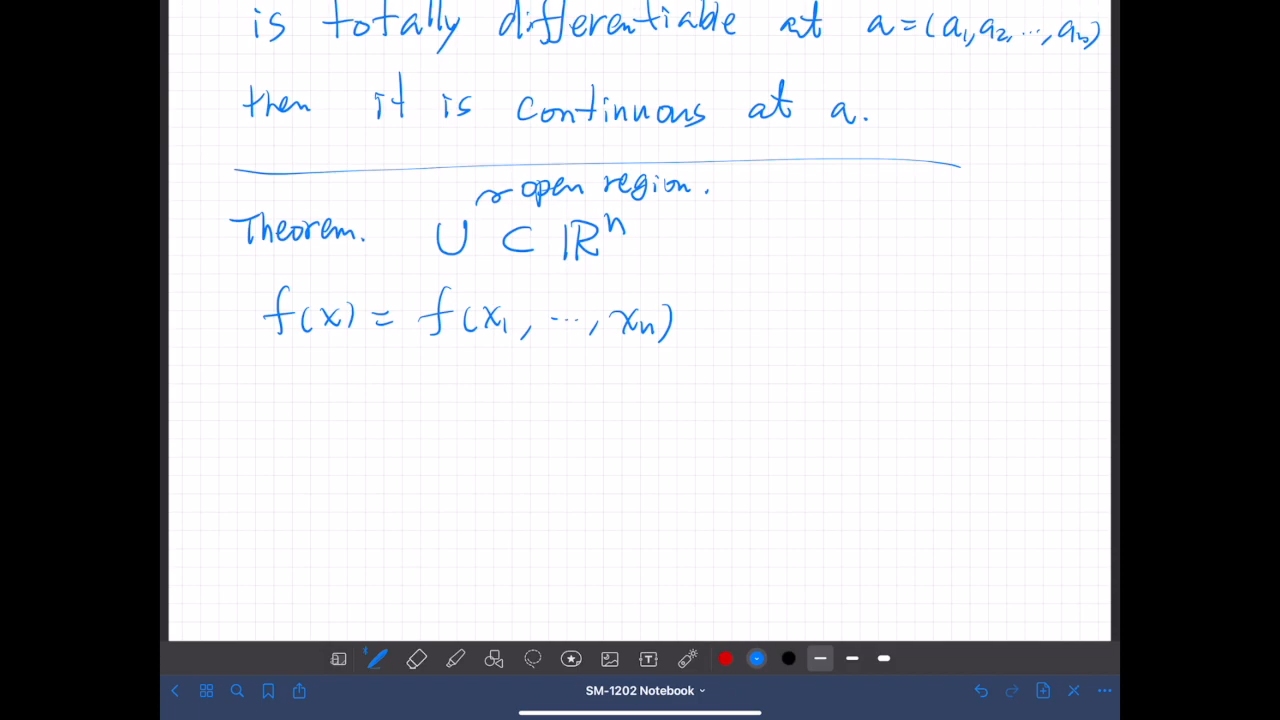 is totally differentiable at a=(a₁,a₂,…,aₙ)
then it is continuous at a.
open region.
Theorem. U ⊂ ℝⁿ
f(x) = f(x₁, …, xₙ)
SM-1202 Notebook